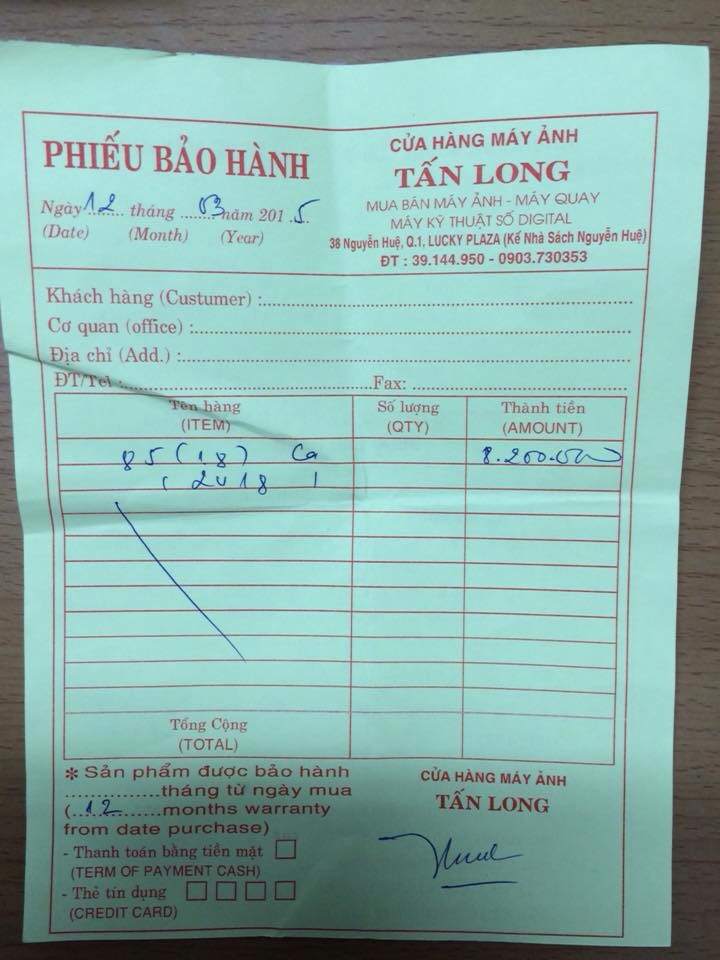 PHIẾU BẢO HÀNH
Ngày 12 tháng 03 năm 2015
(Date) (Month) (Year)
CỬA HÀNG MÁY ẢNH
TẤN LONG
MUA BÁN MÁY ẢNH - MÁY QUAY
MÁY KỸ THUẬT SỐ DIGITAL
38 Nguyễn Huệ, Q.1, LUCKY PLAZA (Kế Nhà Sách Nguyễn Huệ)
ĐT : 39.144.950 - 0903.730353
Khách hàng (Custumer) :
Cơ quan (office) :
Địa chỉ (Add.) :
ĐT/Tel : Fax:
Tên hàng Số lượng Thành tiền
(ITEM) (QTY) (AMOUNT)
85 (18) Ca 8.200.000
Tổng Cộng
(TOTAL)
* Sản phẩm được bảo hành
...............tháng từ ngày mua
(...12......months warranty
from date purchase)
- Thanh toán bằng tiền mặt
(TERM OF PAYMENT CASH)
- Thẻ tín dụng
(CREDIT CARD)
CỬA HÀNG MÁY ẢNH
TẤN LONG